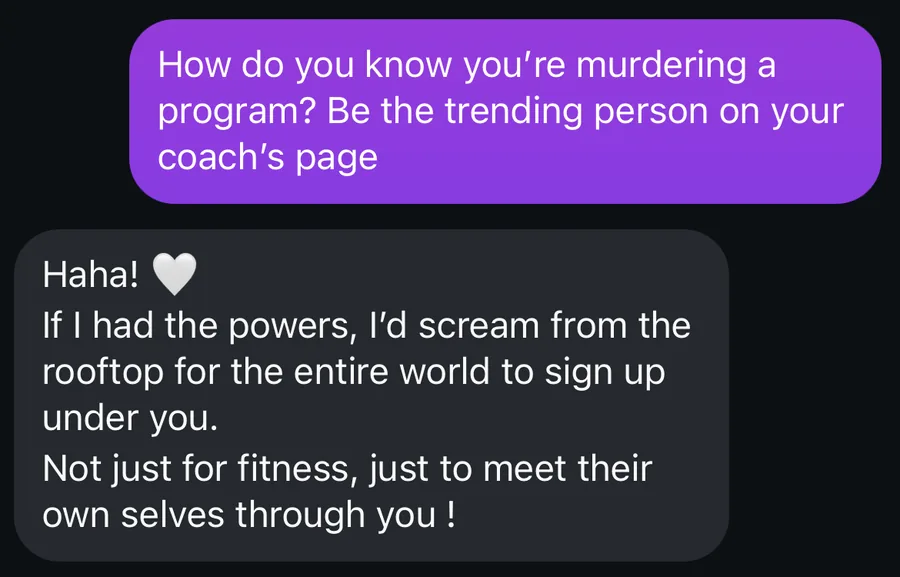 How do you know you’re murdering a
program? Be the trending person on your
coach’s page
Haha! 🤍
If I had the powers, I’d scream from the
rooftop for the entire world to sign up
under you.
Not just for fitness, just to meet their
own selves through you !